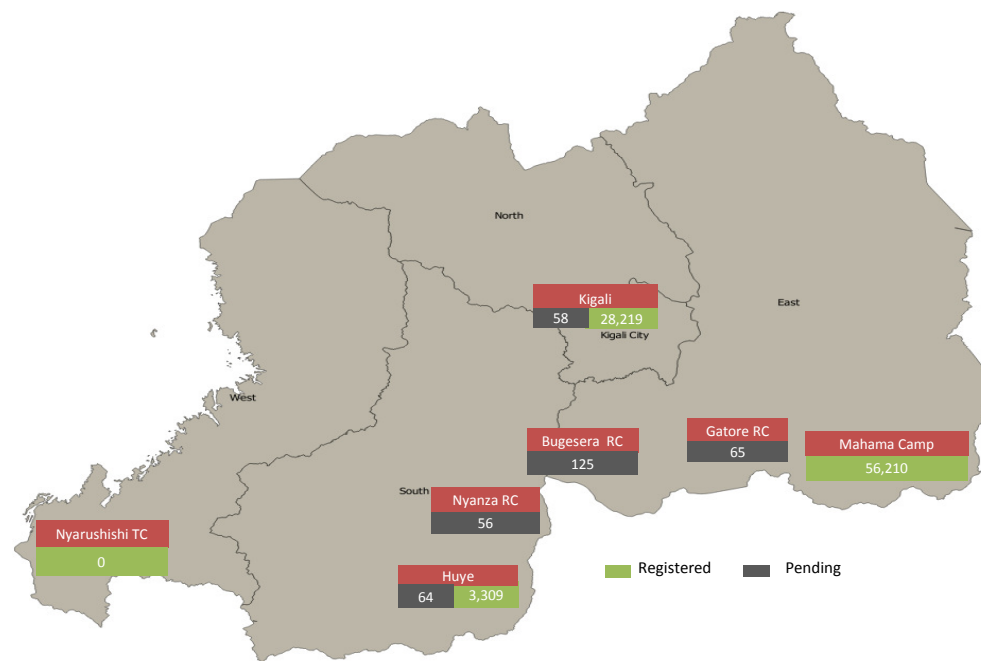 North
Kigali
58 28,219
Kigali City
East
West
Bugesera RC
125
Gatore RC
65
Mahama Camp
56,210
South
Nyanza RC
56
Nyarushishi TC
0
Huye
64 3,309
Registered Pending